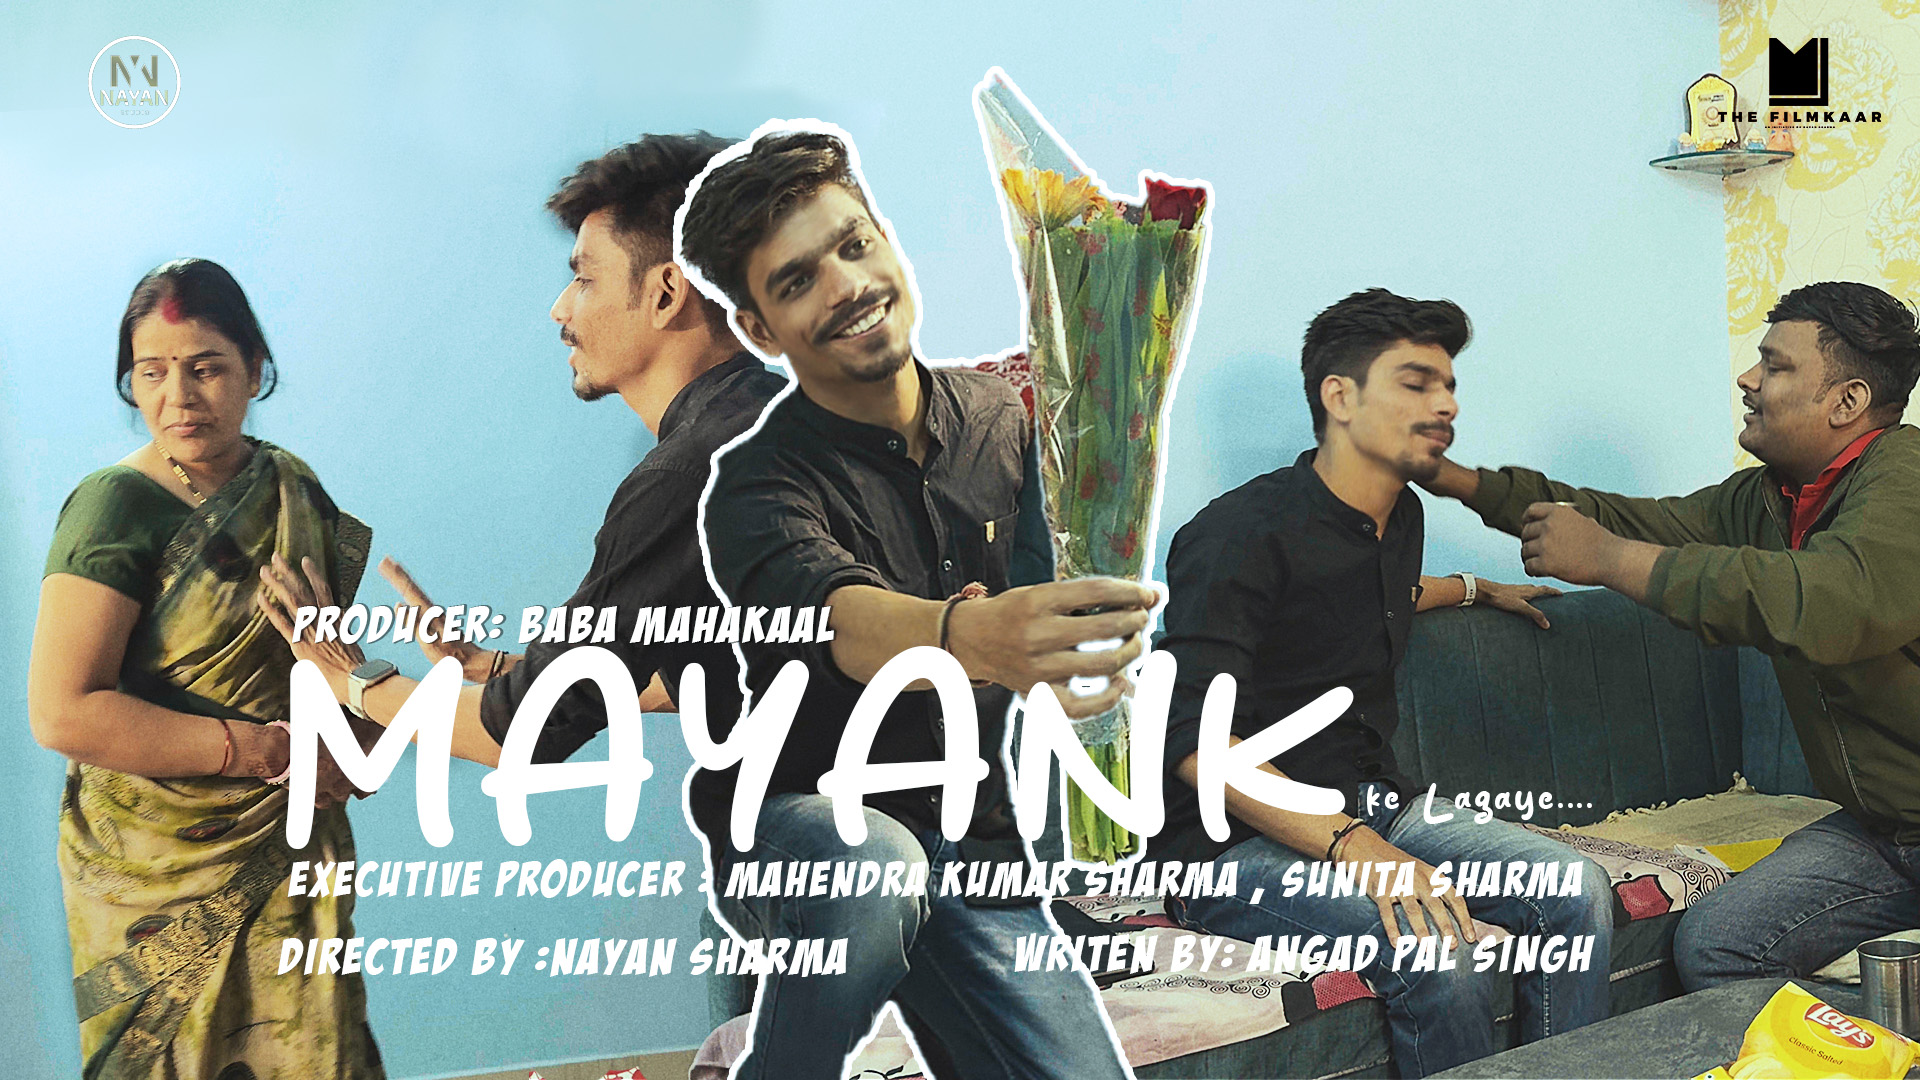 NAYAN
THE FILMKAAR
PRODUCER: BABA MAHAKAAL
MAYANK
ke Lagaye....
EXECUTIVE PRODUCER : MAHENDRA KUMAR SHARMA , SUNITA SHARMA
DIRECTED BY :NAYAN SHARMA
WRITEN BY: ANGAD PAL SINGH
Lay's
Classic Salted